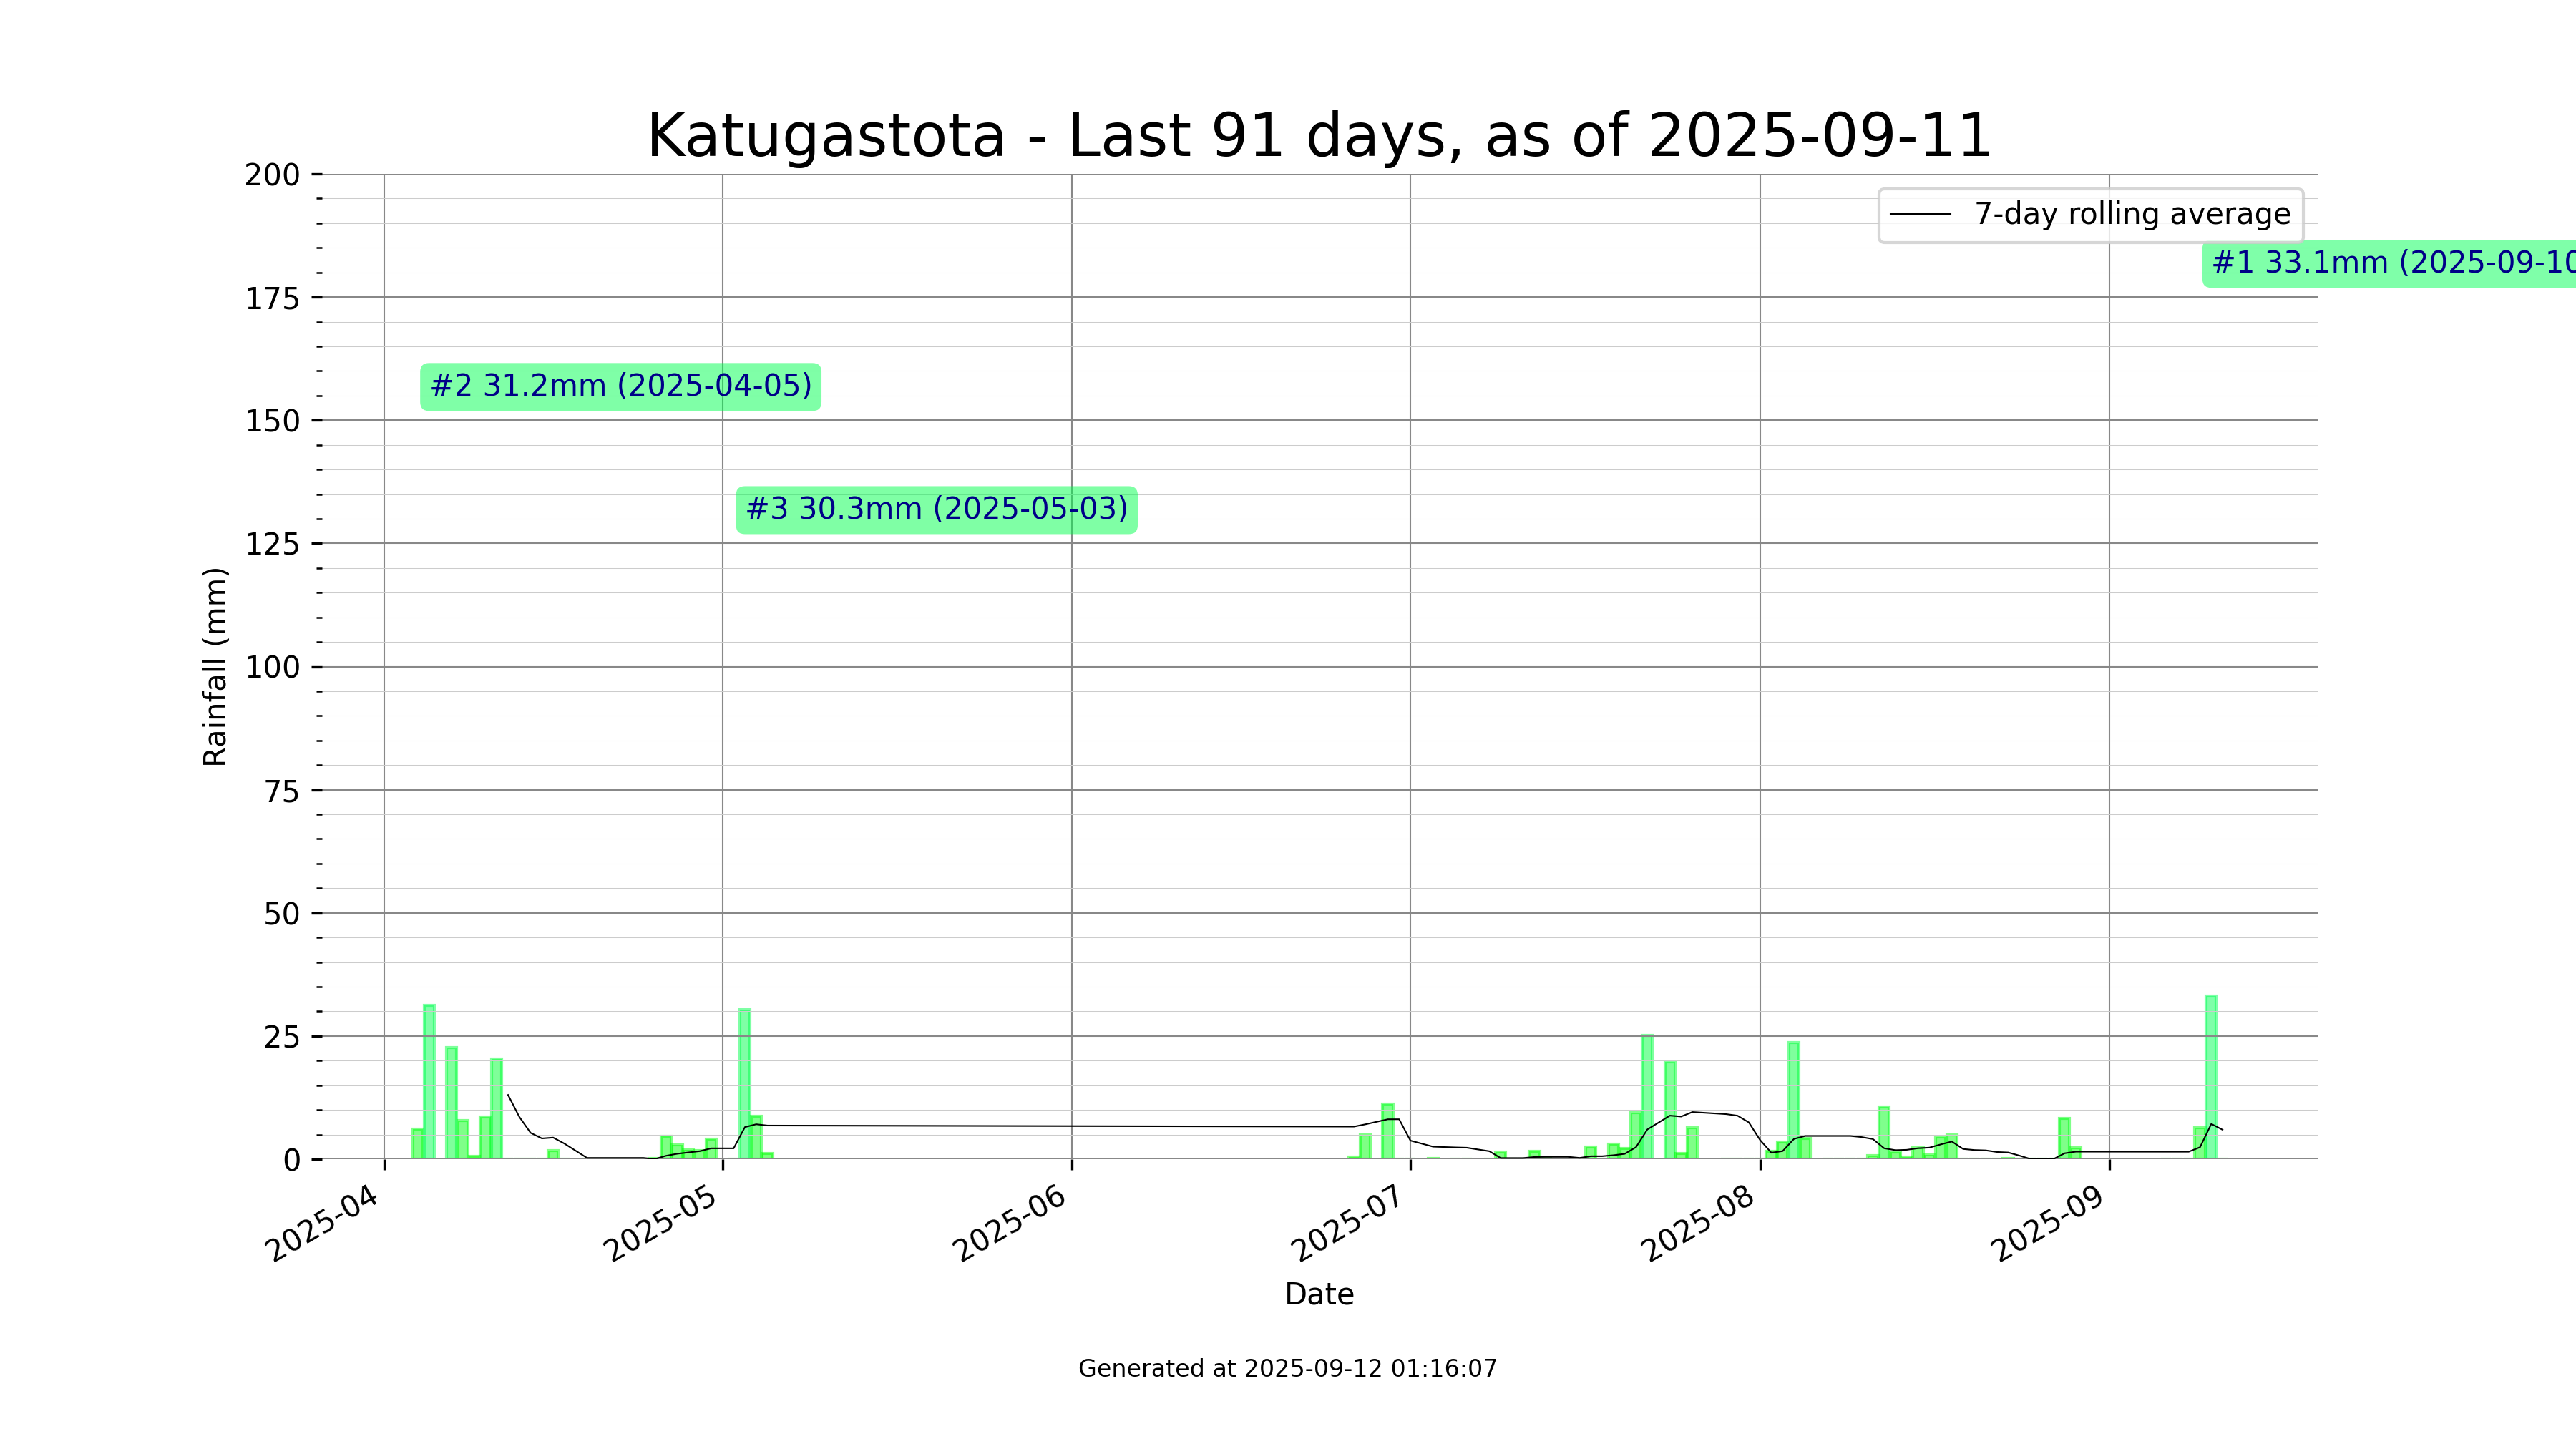 Katugastota - Last 91 days, as of 2025-09-11
200
175
150
125
100
75
50
25
0
Rainfall (mm)
7-day rolling average
#1 33.1mm (2025-09-10
#2 31.2mm (2025-04-05)
#3 30.3mm (2025-05-03)
2025-04
2025-05
2025-06
2025-07
2025-08
2025-09
Date
Generated at 2025-09-12 01:16:07